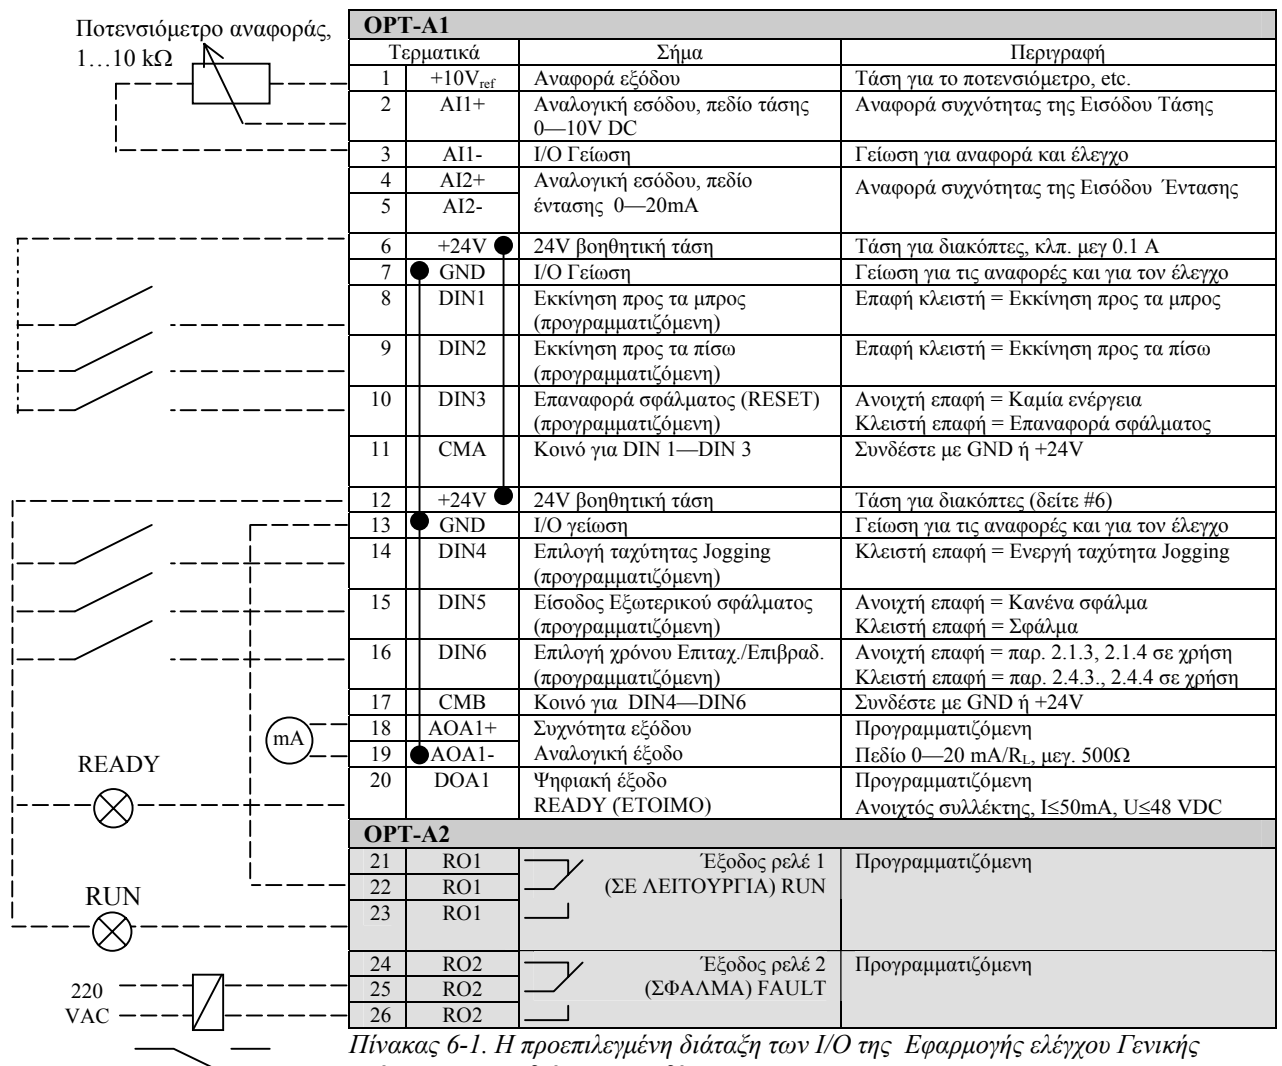 Ποτενσιόμετρο αναφοράς,
1…10 kΩ
OPT-A1
Τερματικά Σήμα Περιγραφή
1 +10Vref Αναφορά εξόδου Τάση για το ποτενσιόμετρο, etc.
2 AI1+ Αναλογική εσόδου, πεδίο τάσης Αναφορά συχνότητας της Εισόδου Τάσης
0—10V DC
3 AI1- I/O Γείωση Γείωση για αναφορά και έλεγχο
4 AI2+ Αναλογική εσόδου, πεδίο Αναφορά συχνότητας της Εισόδου Έντασης
5 AI2- έντασης 0—20mA
6 +24V 24V βοηθητική τάση Τάση για διακόπτες, κλπ. μεγ 0.1 A
7 GND I/O Γείωση Γείωση για τις αναφορές και για τον έλεγχο
8 DIN1 Εκκίνηση προς τα μπρος Επαφή κλειστή = Εκκίνηση προς τα μπρος
(προγραμματιζόμενη)
9 DIN2 Εκκίνηση προς τα πίσω Επαφή κλειστή = Εκκίνηση προς τα πίσω
(προγραμματιζόμενη)
10 DIN3 Επαναφορά σφάλματος (RESET) Ανοιχτή επαφή = Καμία ενέργεια
(προγραμματιζόμενη) Κλειστή επαφή = Επαναφορά σφάλματος
11 CMA Κοινό για DIN 1—DIN 3 Συνδέστε με GND ή +24V
12 +24V 24V βοηθητική τάση Τάση για διακόπτες (δείτε #6)
13 GND I/O γείωση Γείωση για τις αναφορές και για τον έλεγχο
14 DIN4 Επιλογή ταχύτητας Jogging Κλειστή επαφή = Ενεργή ταχύτητα Jogging
(προγραμματιζόμενη)
15 DIN5 Είσοδος Εξωτερικού σφάλματος Ανοιχτή επαφή = Κανένα σφάλμα
(προγραμματιζόμενη) Κλειστή επαφή = Σφάλμα
16 DIN6 Επιλογή χρόνου Επιταχ./Επιβραδ. Ανοιχτή επαφή = παρ. 2.1.3, 2.1.4 σε χρήση
(προγραμματιζόμενη) Κλειστή επαφή = παρ. 2.4.3., 2.4.4 σε χρήση
17 CMB Κοινό για DIN4—DIN6 Συνδέστε με GND ή +24V
mA
18 AOA1+ Συχνότητα εξόδου Προγραμματιζόμενη
19 AOA1- Αναλογική έξοδο Πεδίο 0—20 mA/RL, μεγ. 500Ω
READY
20 DOA1 Ψηφιακή έξοδο Προγραμματιζόμενη
READY (ΈΤΟΙΜΟ) Ανοιχτός συλλέκτης, I≤50mA, U≤48 VDC
OPT-A2
21 RO1 Έξοδος ρελέ 1 Προγραμματιζόμενη
22 RO1 (ΣΕ ΛΕΙΤΟΥΡΓΙΑ) RUN
RUN
23 RO1
24 RO2 Έξοδος ρελέ 2 Προγραμματιζόμενη
25 RO2 (ΣΦΑΛΜΑ) FAULT
220
VAC
26 RO2
Πίνακας 6-1. Η προεπιλεγμένη διάταξη των I/O της Εφαρμογής ελέγχου Γενικής